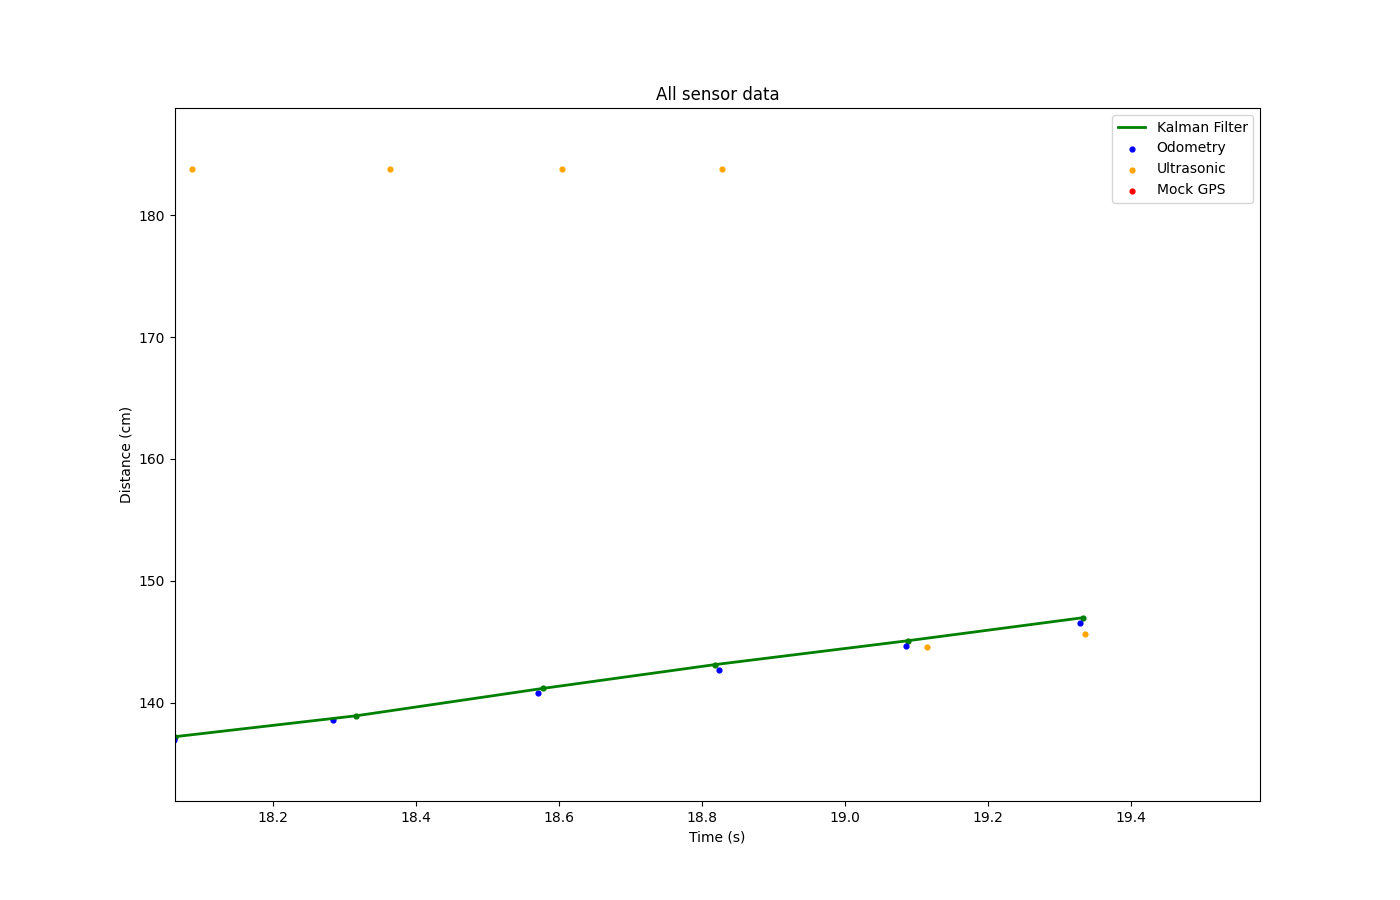 All sensor data
Kalman Filter
Odometry
Ultrasonic
Mock GPS
180
170
160
150
140
Distance (cm)
18.2 18.4 18.6 18.8 19.0 19.2 19.4
Time (s)